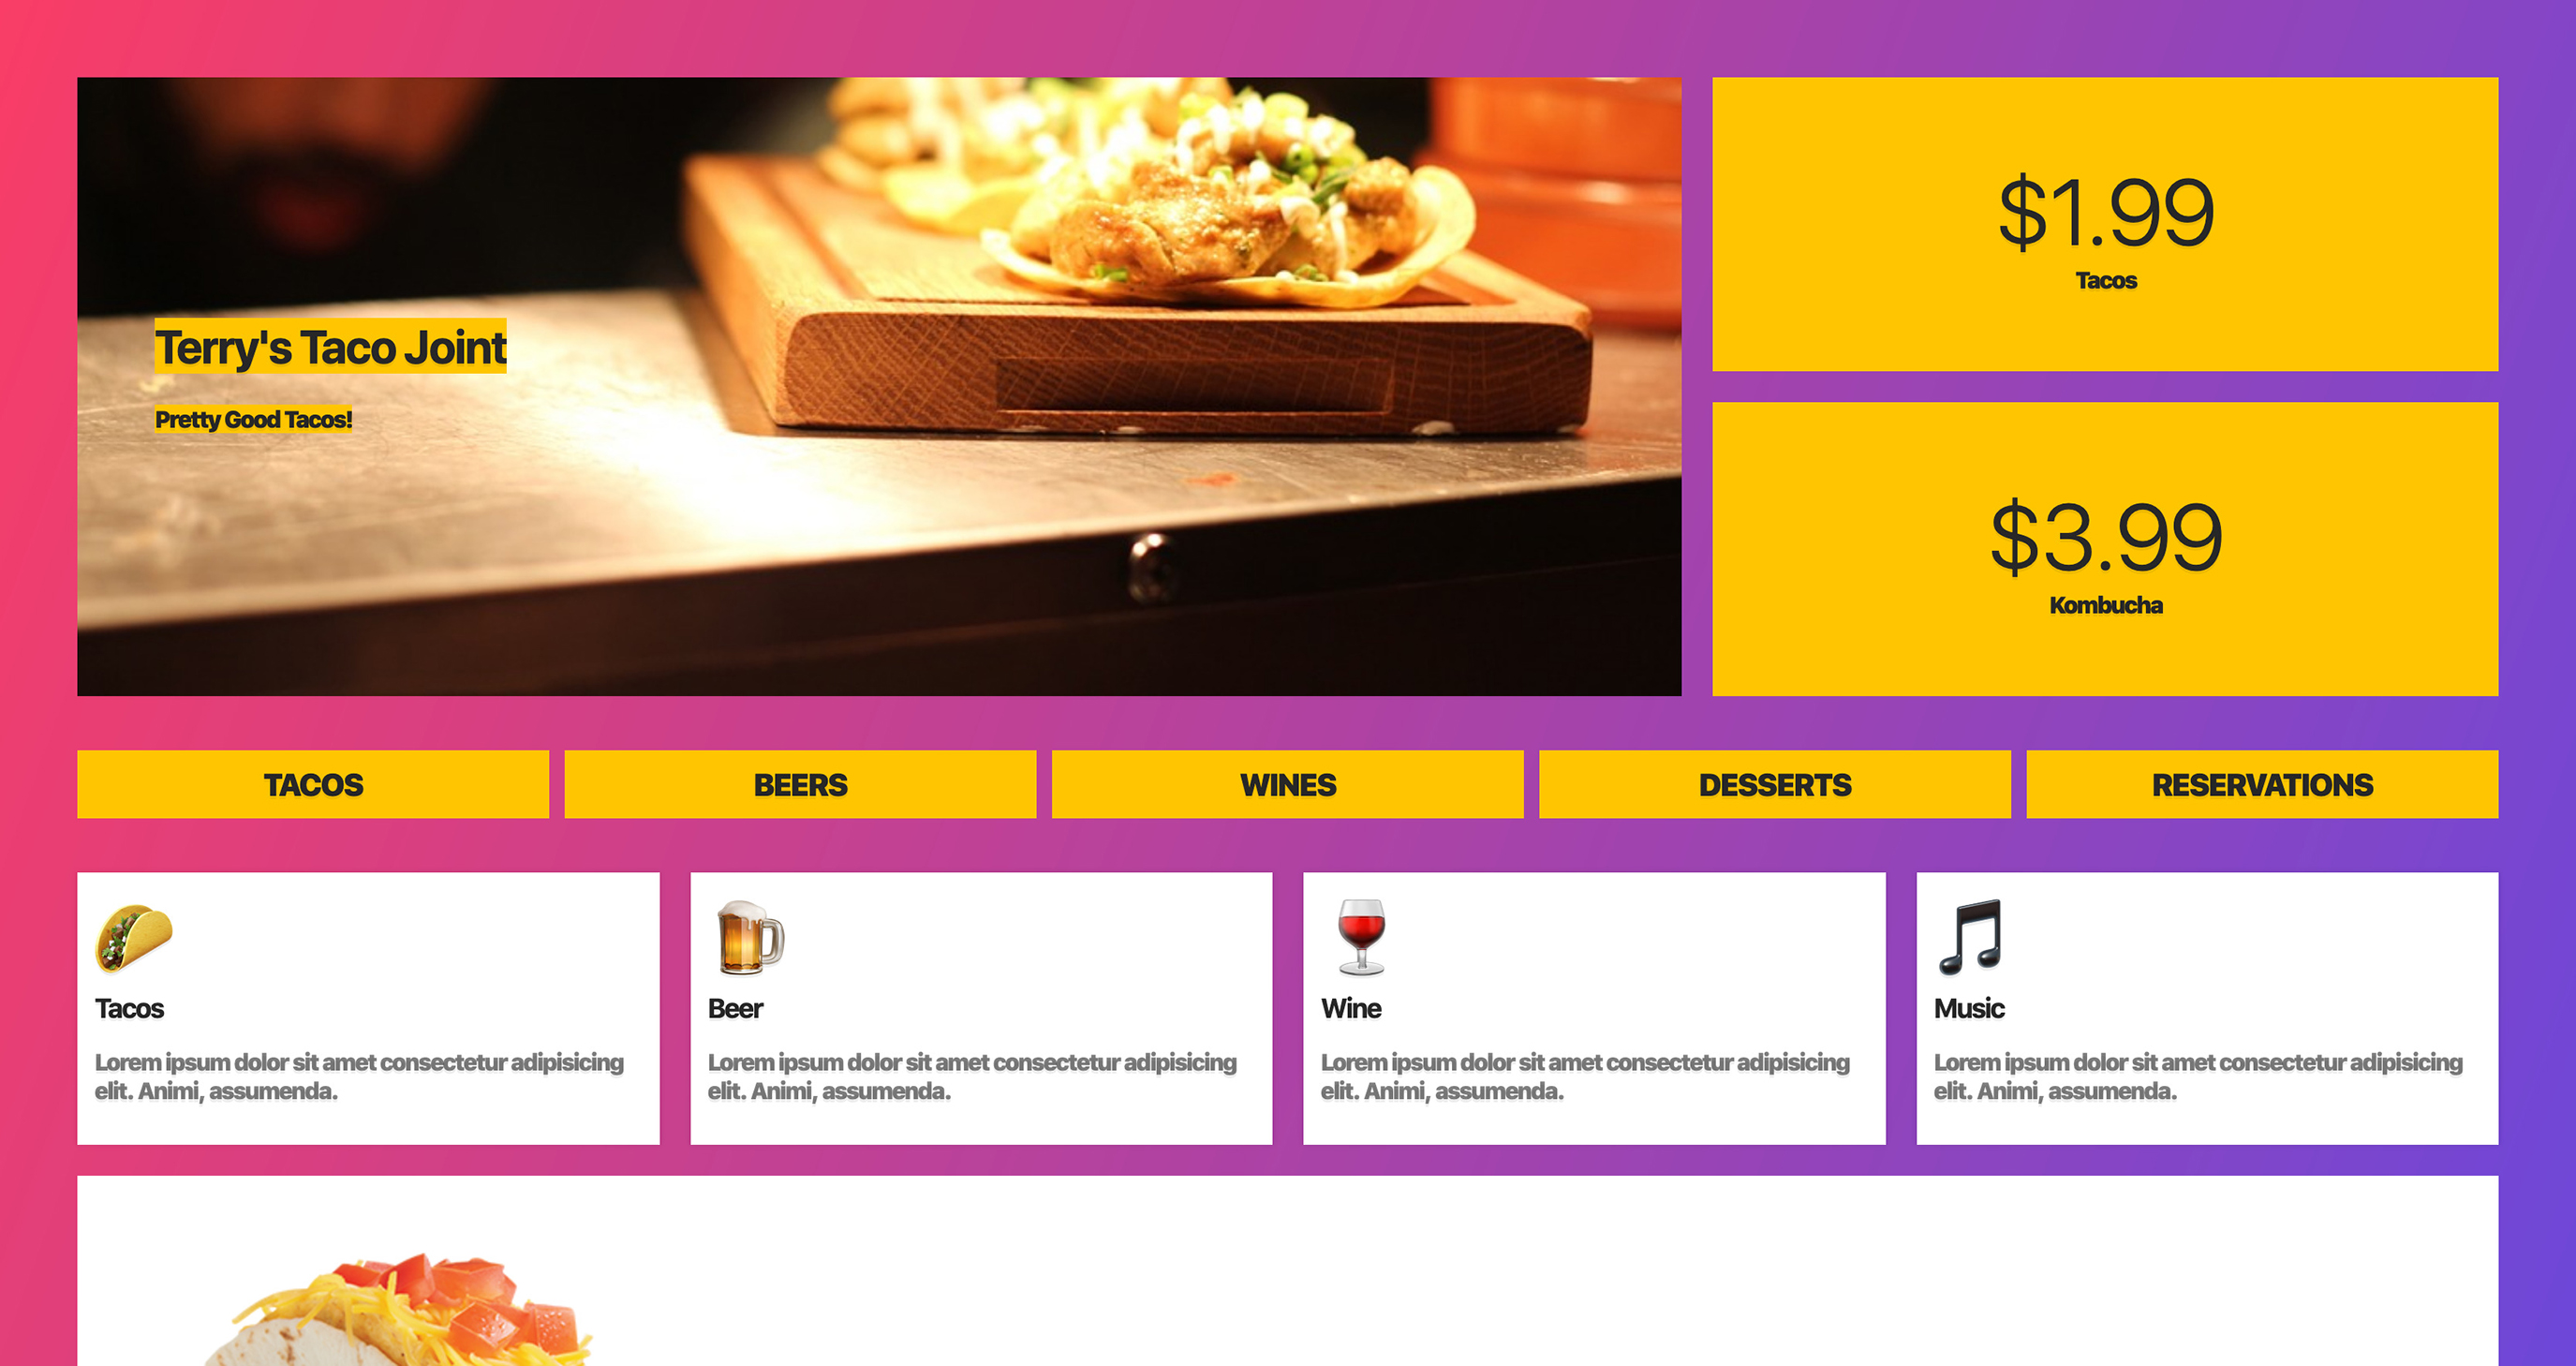 Terry's Taco Joint
Pretty Good Tacos!
$1.99
Tacos
$3.99
Kombucha
TACOS
BEERS
WINES
DESSERTS
RESERVATIONS
Tacos
Lorem ipsum dolor sit amet consectetur adipisicing
elit. Animi, assumenda.
Beer
Lorem ipsum dolor sit amet consectetur adipisicing
elit. Animi, assumenda.
Wine
Lorem ipsum dolor sit amet consectetur adipisicing
elit. Animi, assumenda.
Music
Lorem ipsum dolor sit amet consectetur adipisicing
elit. Animi, assumenda.